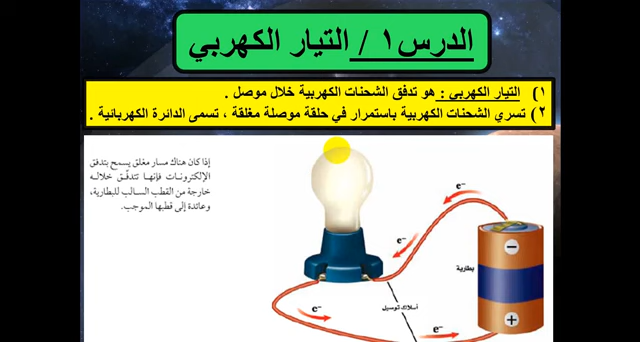 الدرس١ / التيار الكهربي
١) التيار الكهربي : هو تدفق الشحنات الكهربية خلال موصل .
٢) تسري الشحنات الكهربية باستمرار في حلقة موصلة مغلقة ، تسمى الدائرة الكهربائية .
إذا كان هناك مسار مغلق يسمح بتدفق
الإلكترونات فإنها تتدفّق خلاله
خارجة من القطب السالب للبطارية،
وعائدة إلى قطبها الموجب.
e⁻
e⁻
−
بطارية
أسلاك توصيل
e⁻
+
e⁻